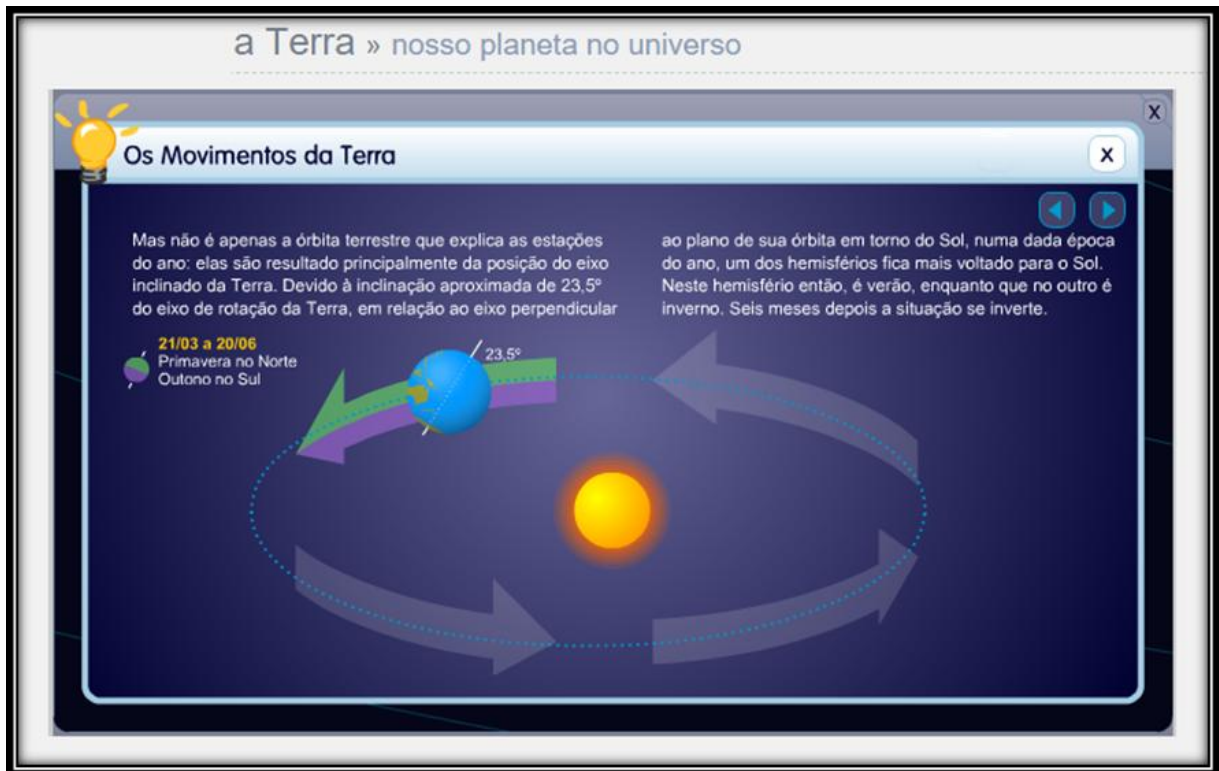 a Terra » nosso planeta no universo
X
Os Movimentos da Terra
X
Mas não é apenas a órbita terrestre que explica as estações
do ano: elas são resultado principalmente da posição do eixo
inclinado da Terra. Devido à inclinação aproximada de 23,5º
do eixo de rotação da Terra, em relação ao eixo perpendicular
ao plano de sua órbita em torno do Sol, numa dada época
do ano, um dos hemisférios fica mais voltado para o Sol.
Neste hemisfério então, é verão, enquanto que no outro é
inverno. Seis meses depois a situação se inverte.
21/03 a 20/06
Primavera no Norte
Outono no Sul
23,5º